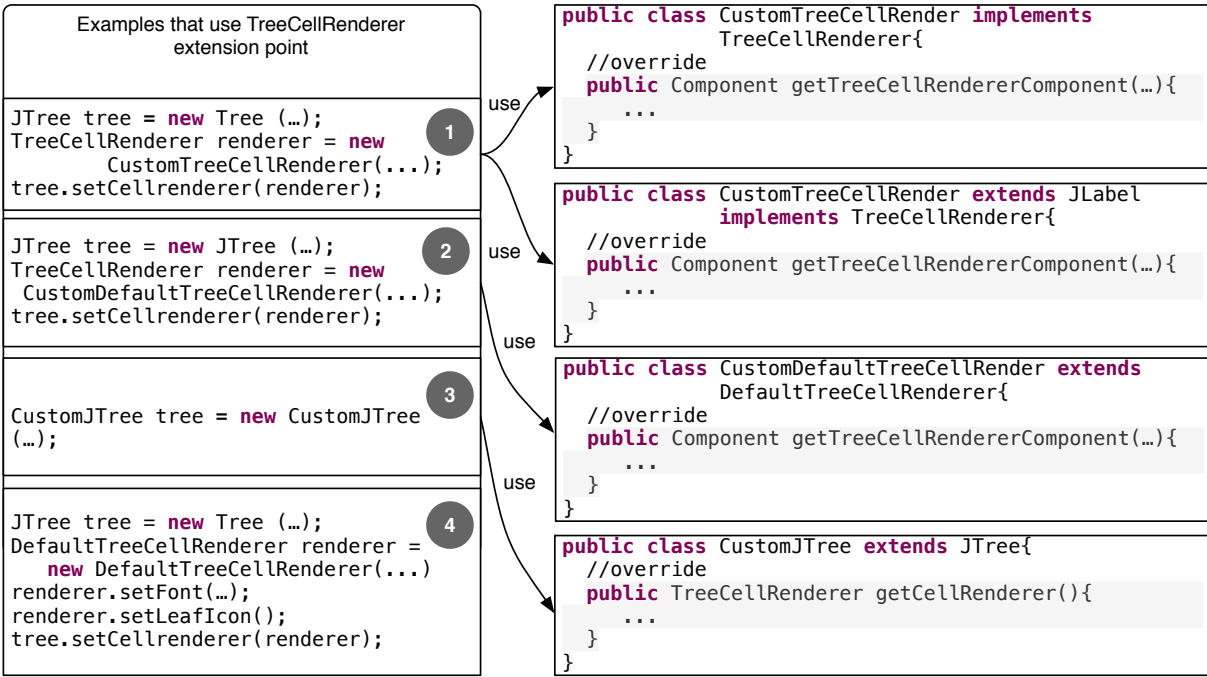 Examples that use TreeCellRenderer
extension point
JTree tree = new Tree (…);
TreeCellRenderer renderer = new
CustomTreeCellRenderer(...);
tree.setCellrenderer(renderer);
1
JTree tree = new JTree (…);
TreeCellRenderer renderer = new
CustomDefaultTreeCellRenderer(...);
tree.setCellrenderer(renderer);
2
CustomJTree tree = new CustomJTree
(…);
3
JTree tree = new Tree (…);
DefaultTreeCellRenderer renderer =
new DefaultTreeCellRenderer(...)
renderer.setFont(…);
renderer.setLeafIcon();
tree.setCellrenderer(renderer);
4
use
use
use
use
public class CustomTreeCellRender implements
TreeCellRenderer{
//override
public Component getTreeCellRendererComponent(…){
...
}
}
public class CustomTreeCellRender extends JLabel
implements TreeCellRenderer{
//override
public Component getTreeCellRendererComponent(…){
...
}
}
public class CustomDefaultTreeCellRender extends
DefaultTreeCellRenderer{
//override
public Component getTreeCellRendererComponent(…){
...
}
}
public class CustomJTree extends JTree{
//override
public TreeCellRenderer getCellRenderer(){
...
}
}